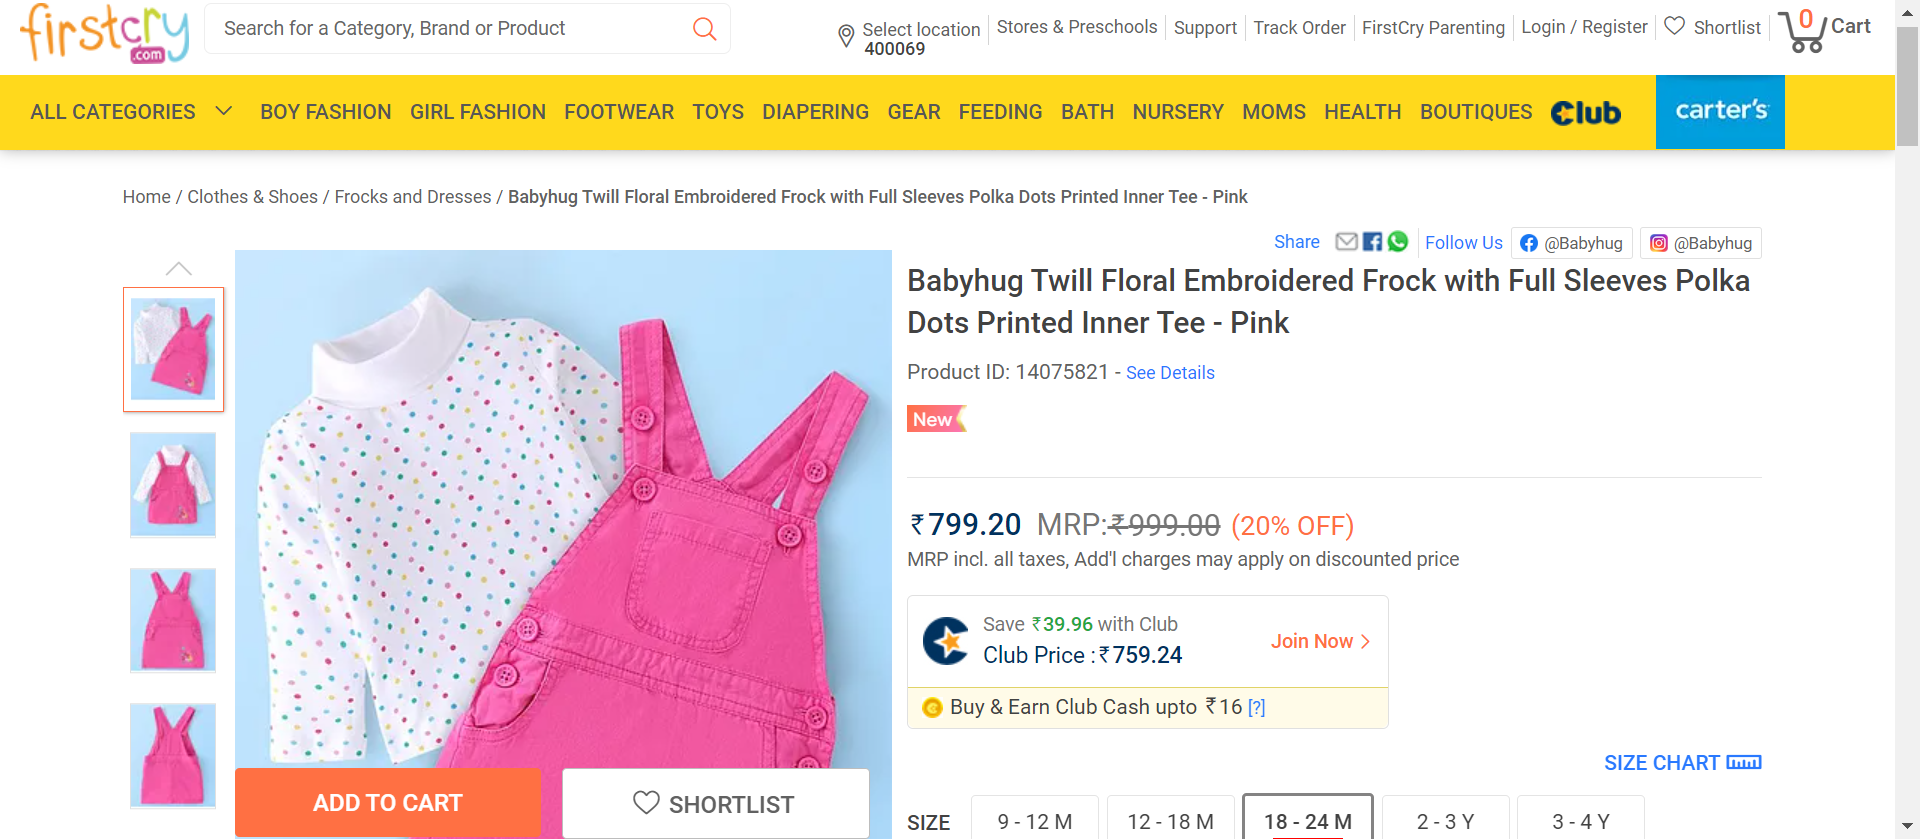 firstcry
.com
Search for a Category, Brand or Product
Select location
400069
Stores & Preschools
Support
Track Order
FirstCry Parenting
Login / Register
Shortlist
0
Cart
ALL CATEGORIES
BOY FASHION
GIRL FASHION
FOOTWEAR
TOYS
DIAPERING
GEAR
FEEDING
BATH
NURSERY
MOMS
HEALTH
BOUTIQUES
Club
carter's
Home / Clothes & Shoes / Frocks and Dresses / Babyhug Twill Floral Embroidered Frock with Full Sleeves Polka Dots Printed Inner Tee - Pink
Share
Follow Us
@Babyhug
@Babyhug
Babyhug Twill Floral Embroidered Frock with Full Sleeves Polka
Dots Printed Inner Tee - Pink
Product ID: 14075821 - See Details
New
₹799.20 MRP:₹999.00 (20% OFF)
MRP incl. all taxes, Add'l charges may apply on discounted price
Save ₹39.96 with Club
Club Price :₹759.24
Join Now >
Buy & Earn Club Cash upto ₹16 [?]
SIZE CHART
ADD TO CART
SHORTLIST
SIZE
9 - 12 M
12 - 18 M
18 - 24 M
2 - 3 Y
3 - 4 Y